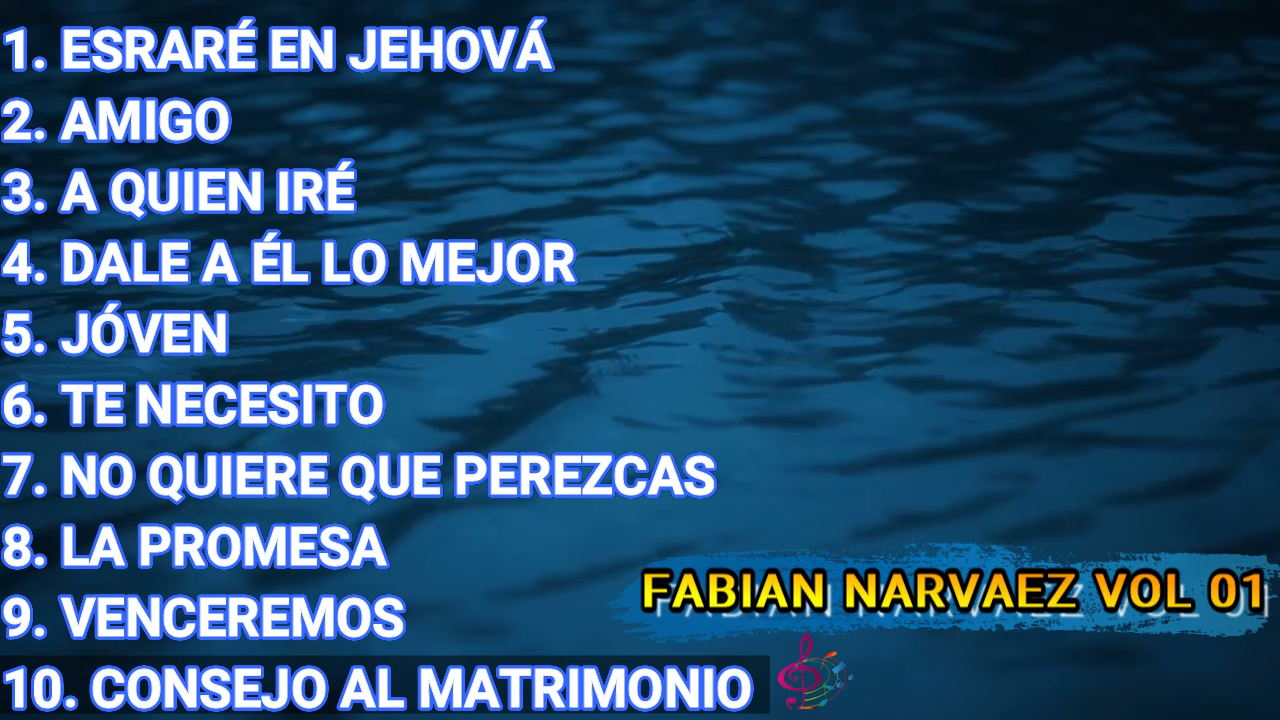 1. ESRARÉ EN JEHOVÁ
2. AMIGO
3. A QUIEN IRÉ
4. DALE A ÉL LO MEJOR
5. JÓVEN
6. TE NECESITO
7. NO QUIERE QUE PEREZCAS
8. LA PROMESA
9. VENCEREMOS
10. CONSEJO AL MATRIMONIO
FABIAN NARVAEZ VOL 01